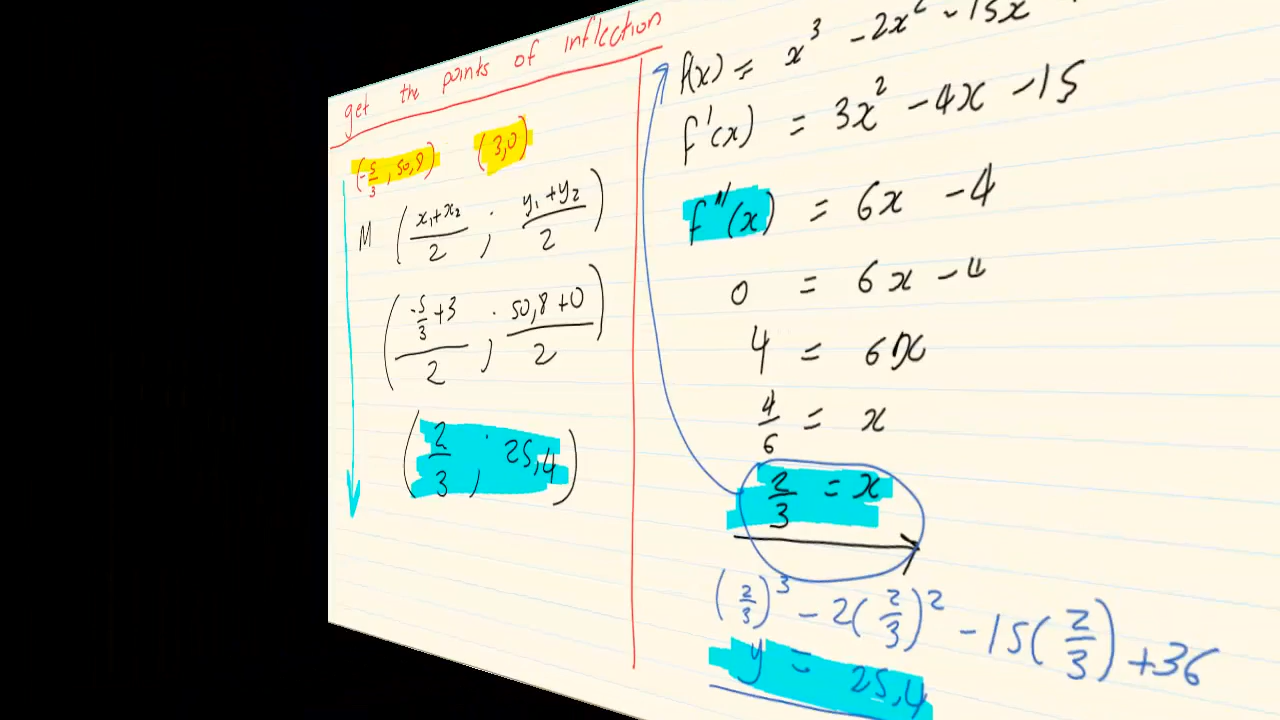 get the points of inflection
(-5/3, 50,8) (3,0)
M (x₁+x₂/2 ; y₁+y₂/2)
(-5/3+3/2 ; 50,8+0/2)
(2/3 ; 25,4)
f(x) = x³ -2x² -15x
f'(x) = 3x² -4x -15
f''(x) = 6x -4
0 = 6x -4
4 = 6x
4/6 = x
2/3 = x
(2/3)³ -2(2/3)² -15(2/3) +36
y = 25,4